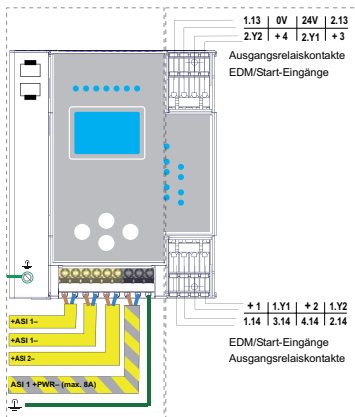 1.13 0V 24V 2.13
2.Y2 + 4 2.Y1 + 3
Ausgangsrelaiskontakte
EDM/Start-Eingänge
+ASI 1–
+ASI 1–
+ASI 2–
ASI 1 +PWR– (max. 8A)
+ 1 1.Y1 + 2 1.Y2
1.14 3.14 4.14 2.14
EDM/Start-Eingänge
Ausgangsrelaiskontakte